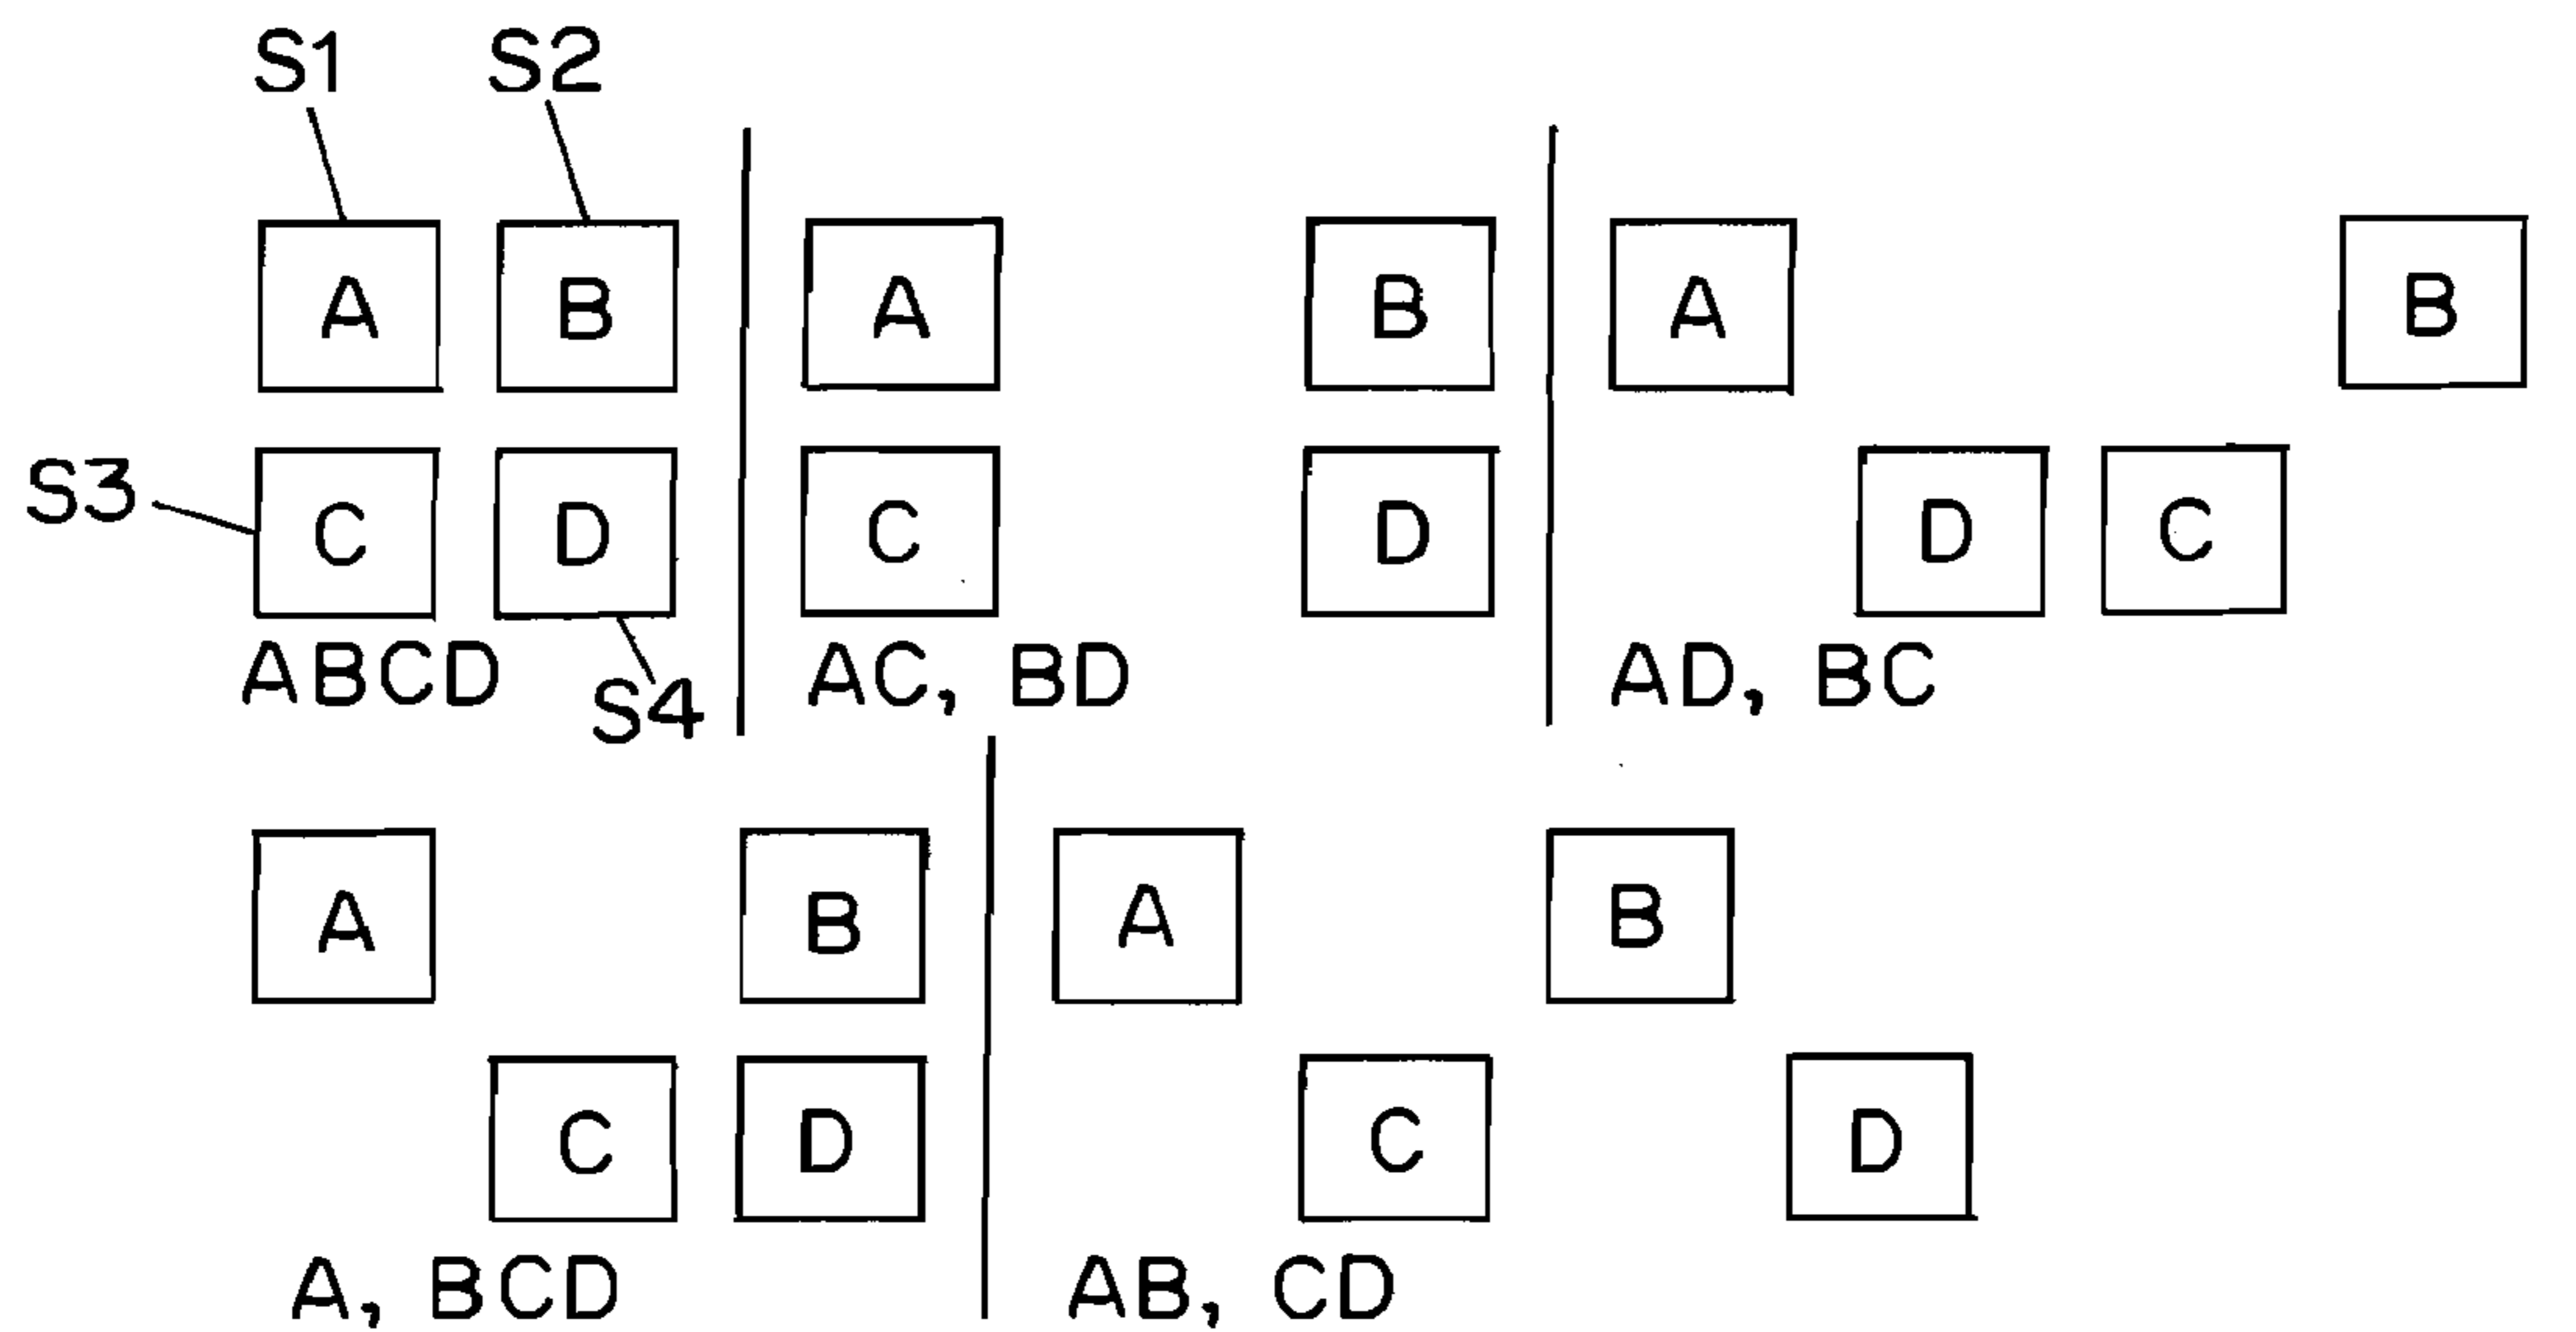 S1 S2
A B A B A B
S3 C D C D D C
ABCD S4 AC, BD AD, BC
A B A B
C D C D
A, BCD AB, CD